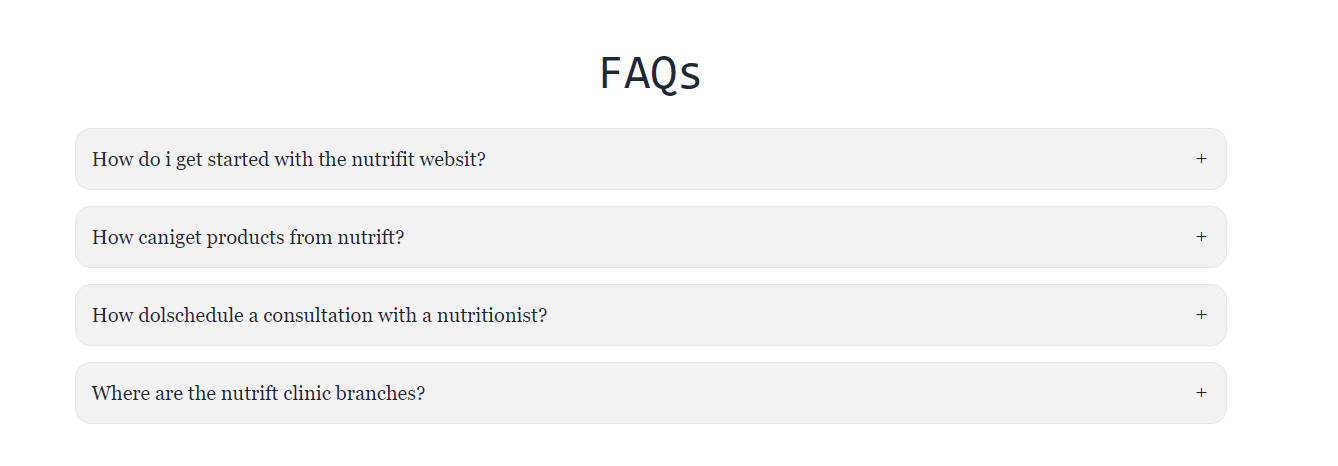 FAQs
How do i get started with the nutrifit websit? +
How caniget products from nutrift? +
How dolschedule a consultation with a nutritionist? +
Where are the nutrift clinic branches? +